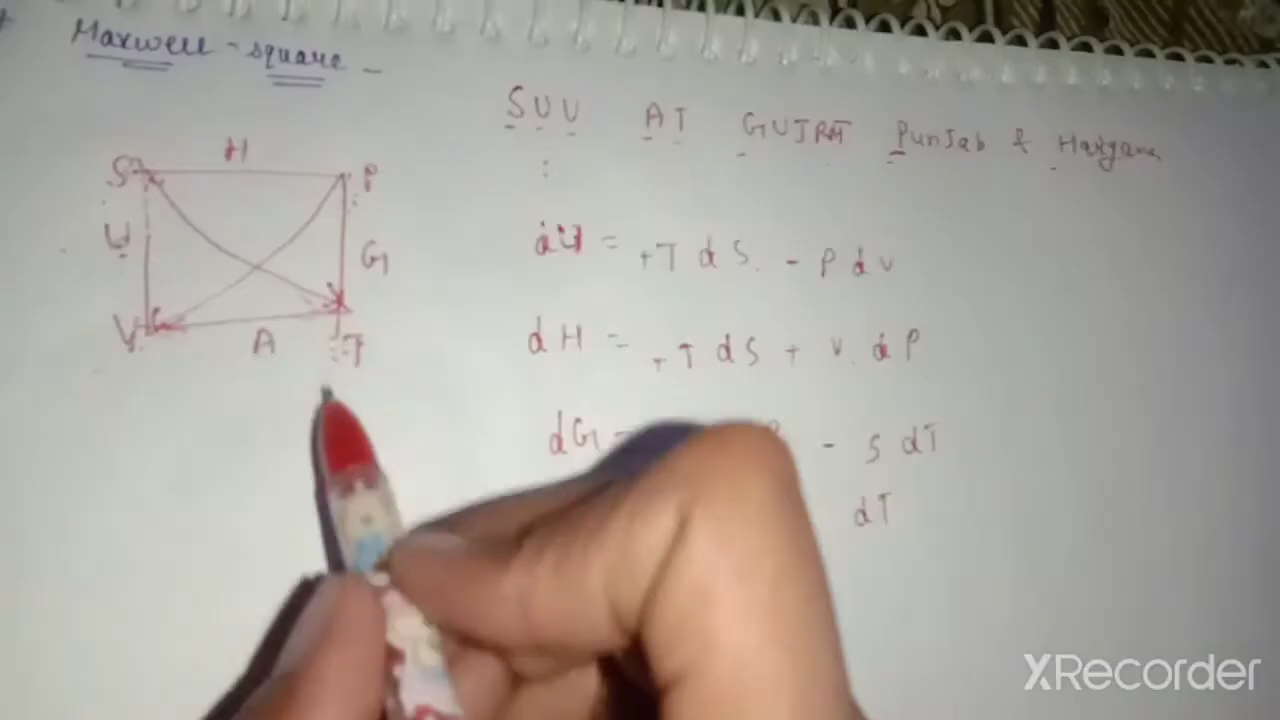 Maxwell - square -
SUV AT GUJRAT Punjab & Haryana
H
S P
U G
V A T
:
dU = +T dS - P dv
dH = +T dS + v. dP
dG = - S dT
dT
XRecorder